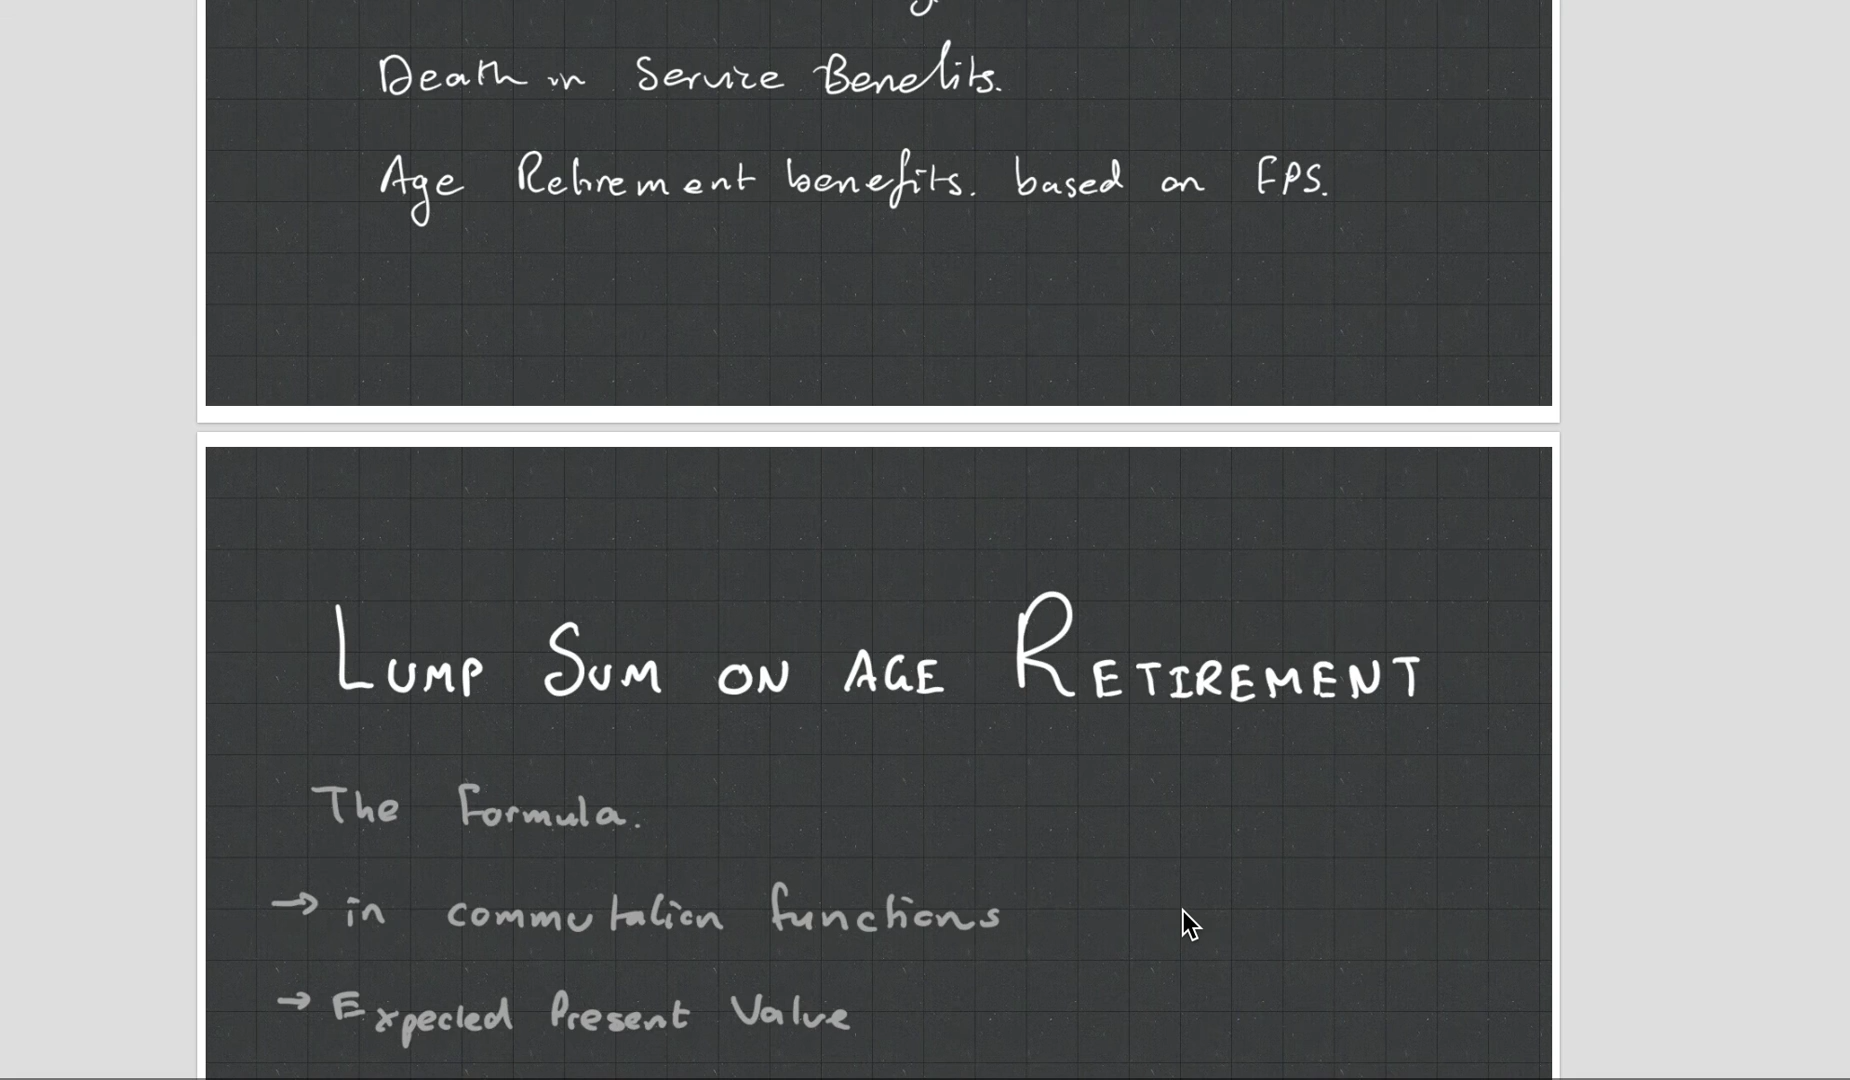 Death in Service Benefits.
Age Retirement benefits. based on FPS.
LUMP SUM ON AGE RETIREMENT
The Formula.
→ in commutation functions
→ Expected Present Value